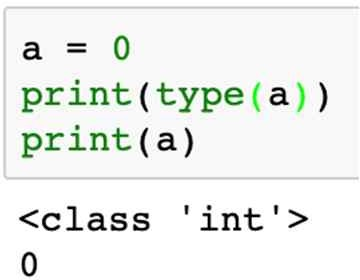 a = 0
print(type(a))
print(a)
<class 'int'>
0